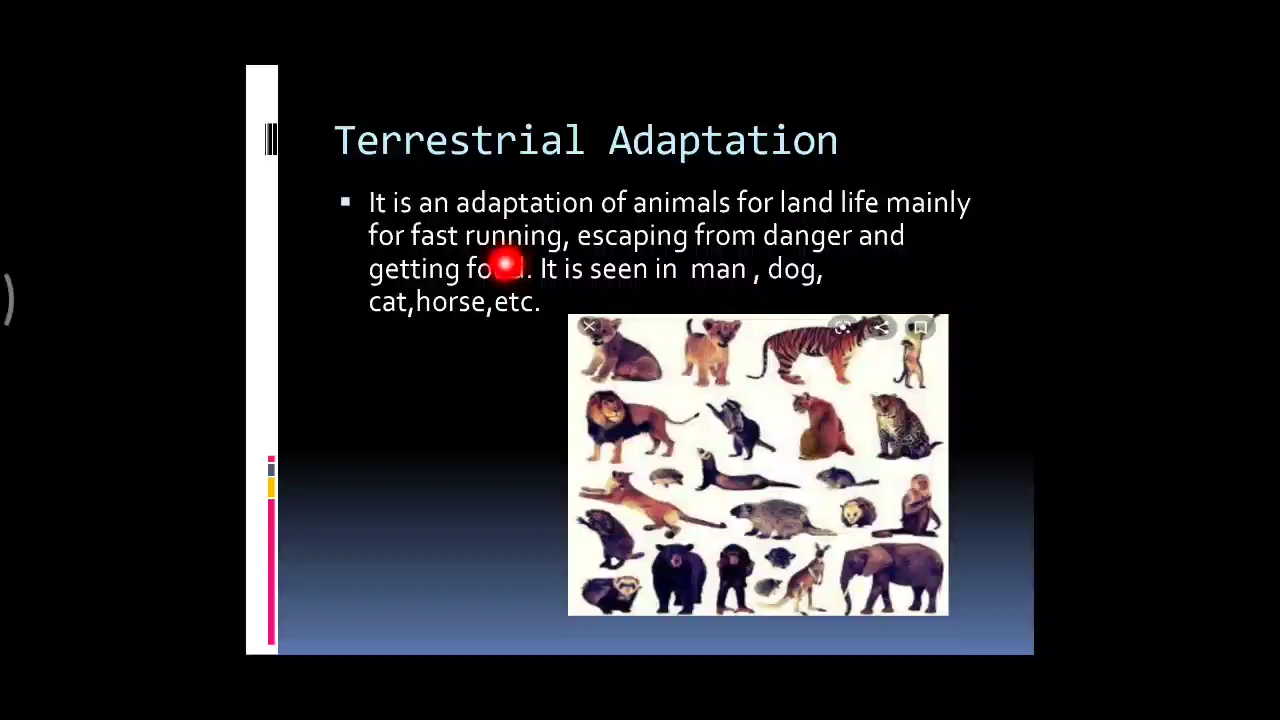 Terrestrial Adaptation
It is an adaptation of animals for land life mainly
for fast running, escaping from danger and
getting food. It is seen in  man , dog,
cat,horse,etc.